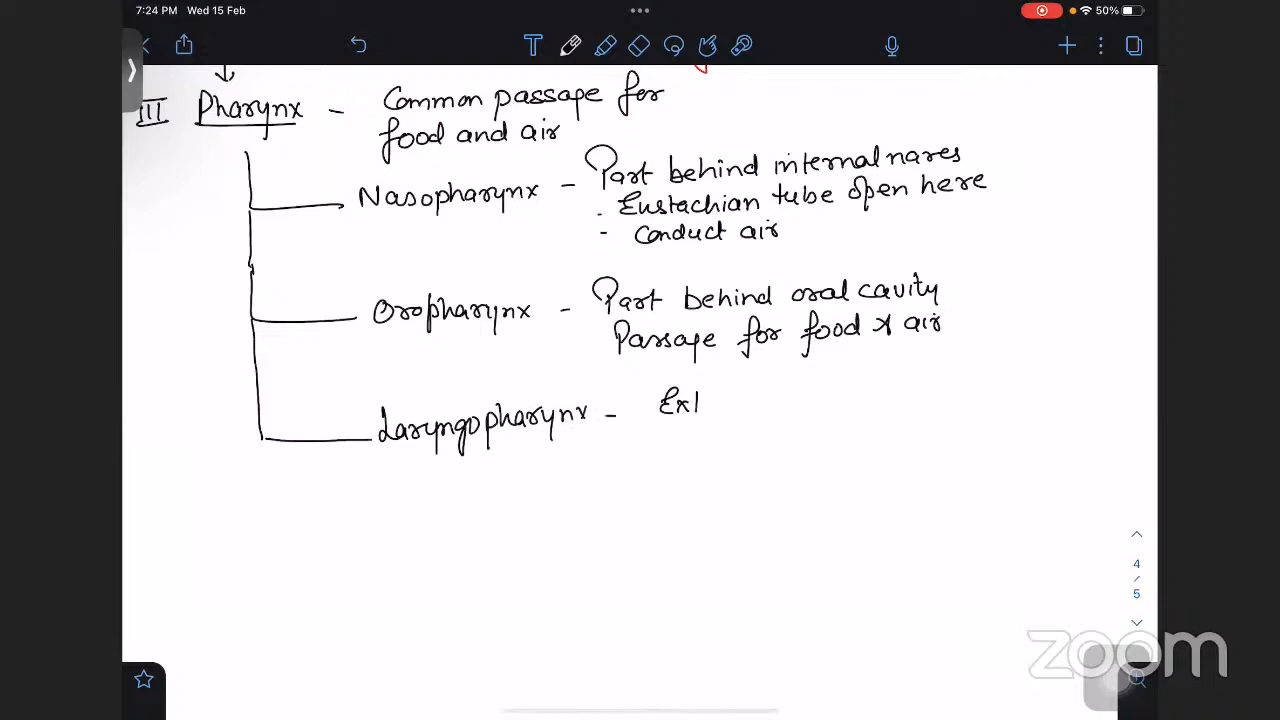 7:24 PM Wed 15 Feb
50%
III Pharynx - Common passage for
food and air
Nasopharynx - Part behind internal nares
- Eustachian tube open here
- Conduct air
Oropharynx - Part behind oral cavity
Passage for food & air
Laryngopharynx -
4
/
5
zoom